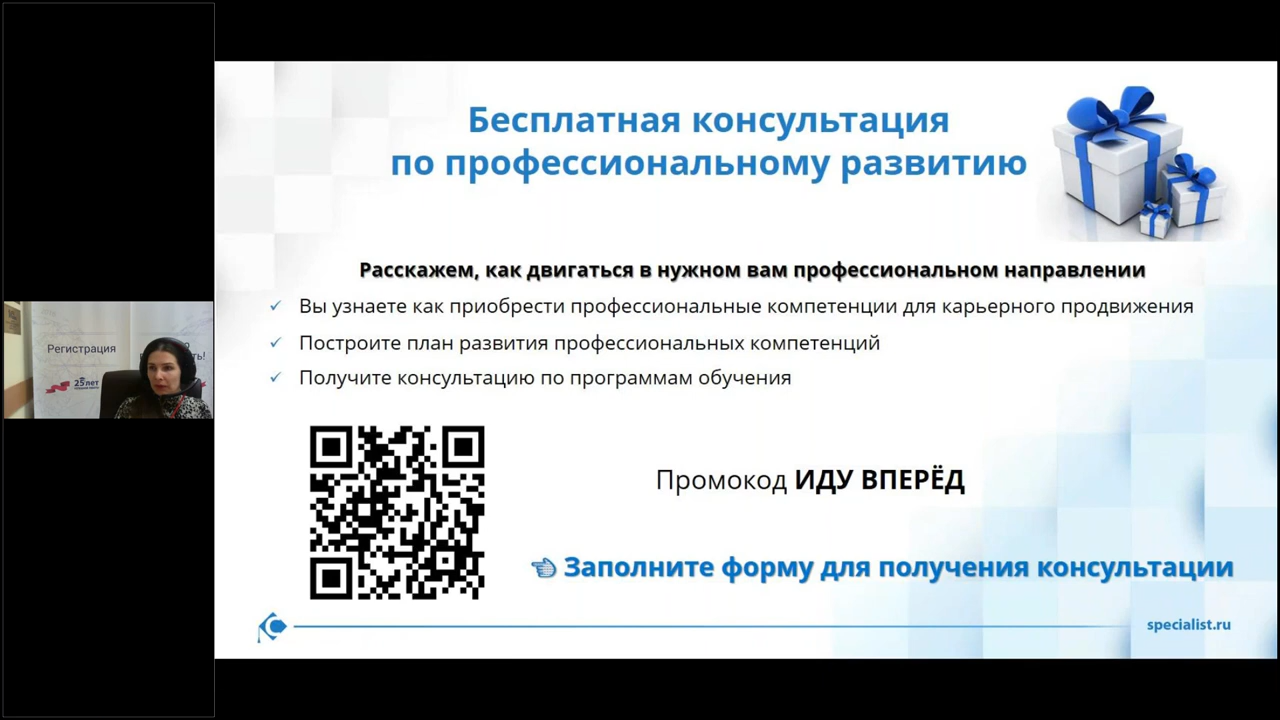 Бесплатная консультация
по профессиональному развитию
Расскажем, как двигаться в нужном вам профессиональном направлении
Вы узнаете как приобрести профессиональные компетенции для карьерного продвижения
Построите план развития профессиональных компетенций
Получите консультацию по программам обучения
Промокод ИДУ ВПЕРЁД
Заполните форму для получения консультации
specialist.ru
Регистрация
25 лет